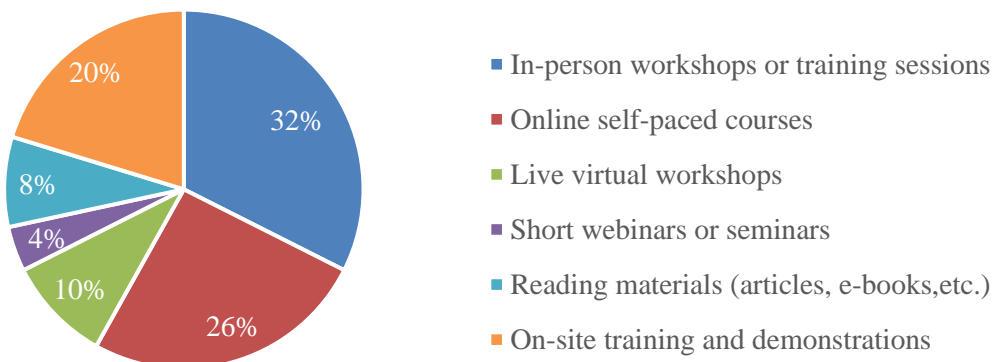 20%
32%
8%
4%
10%
26%
In-person workshops or training sessions
Online self-paced courses
Live virtual workshops
Short webinars or seminars
Reading materials (articles, e-books,etc.)
On-site training and demonstrations